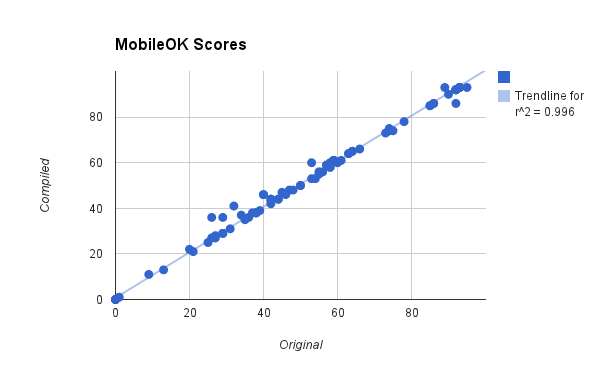 MobileOK Scores
Compiled
80
60
40
20
0
0 20 40 60 80
Original
Trendline for
r^2 = 0.996